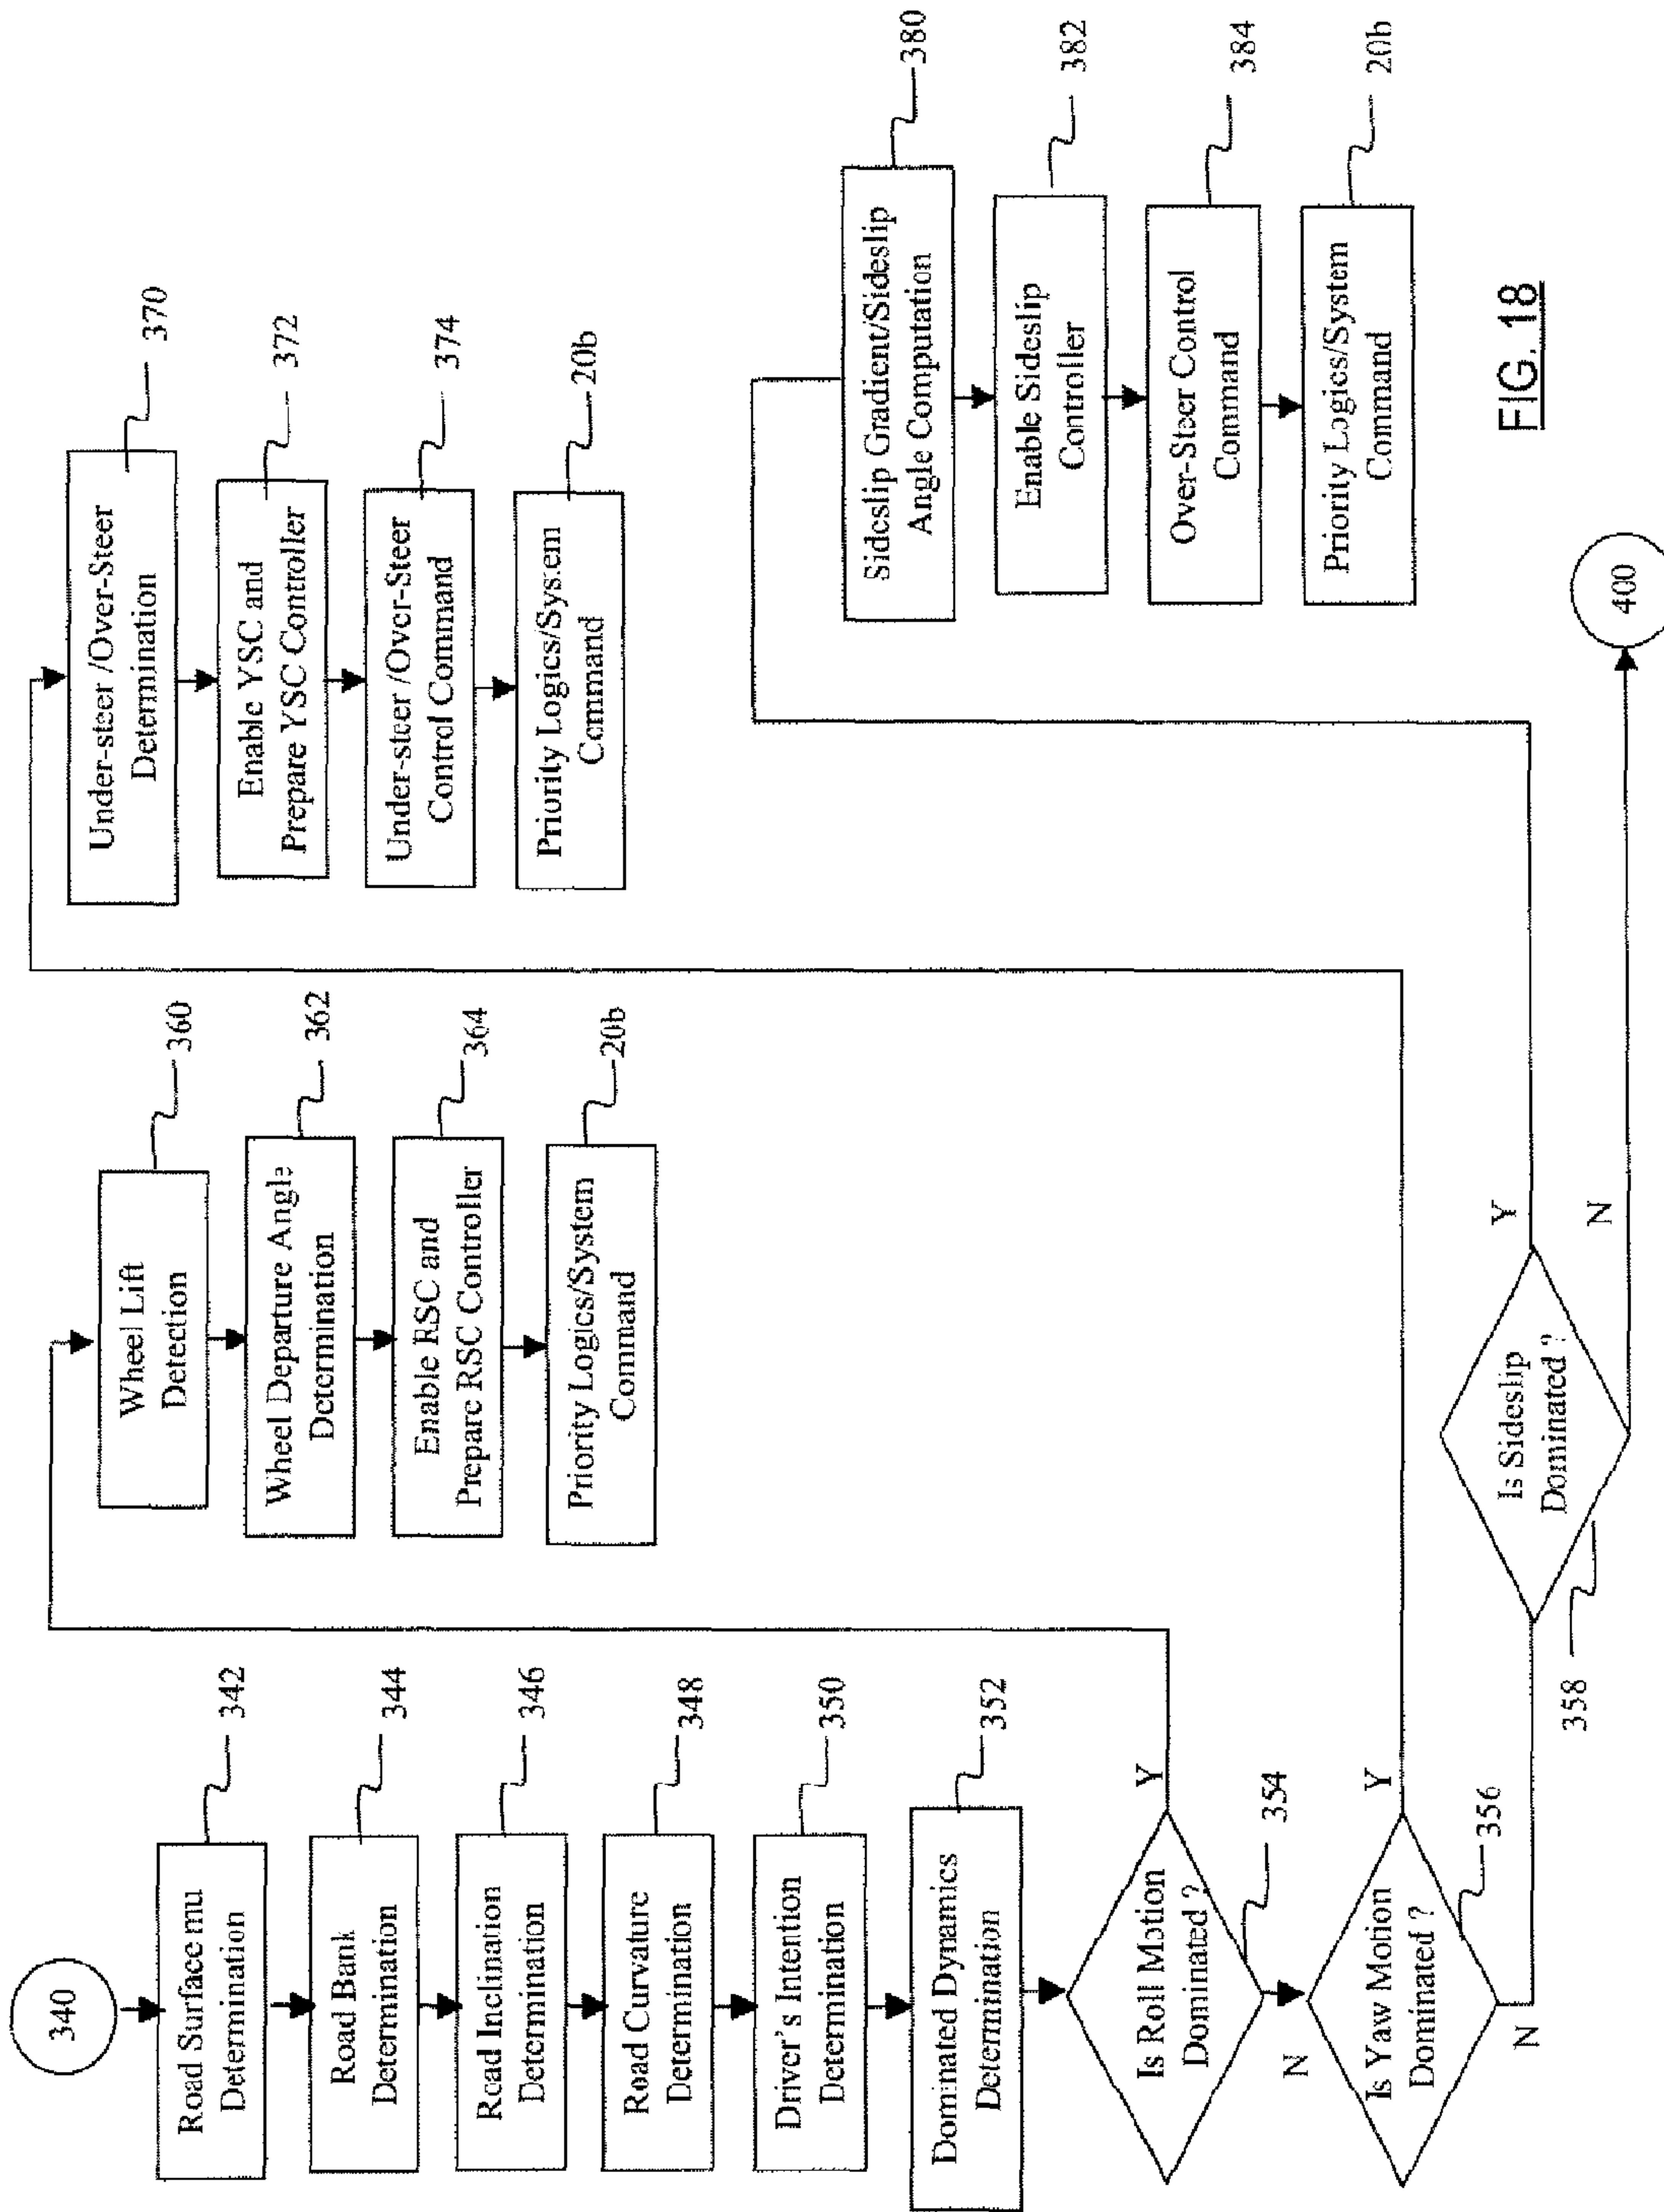 340
Road Surface mu
Determination
342
Road Bank
Determination
344
Road Inclination
Determination
346
Road Curvature
Determination
348
Driver's Intention
Determination
350
Dominated Dynamics
Determination
352
Is Roll Motion
Dominated ?
354
Y
N
Is Yaw Motion
Dominated ?
356
Y
N
Is Sideslip
Dominated ?
358
Y
N
400
Wheel Lift
Detection
360
Wheel Departure Angle
Determination
362
Enable RSC and
Prepare RSC Controller
364
Priority Logics/System
Command
20b
Under-steer /Over-Steer
Determination
370
Enable YSC and
Prepare YSC Controller
372
Under-steer /Over-Steer
Control Command
374
Priority Logics/System
Command
20b
Sideslip Gradient/Sideslip
Angle Computation
380
Enable Sideslip
Controller
382
Over-Steer Control
Command
384
Priority Logics/System
Command
20b
FIG. 18